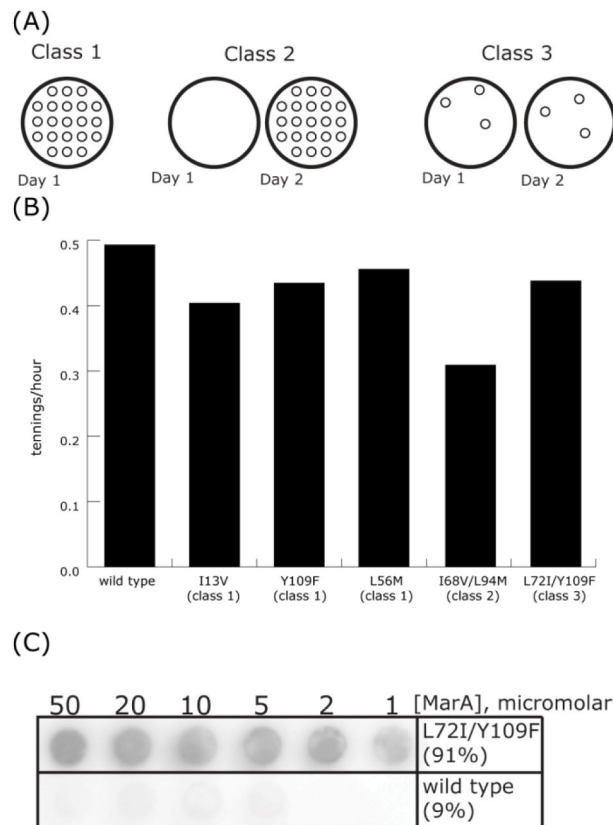 (A)
Class 1 Class 2 Class 3
Day 1 Day 1 Day 2 Day 1 Day 2
(B)
0.5
0.4
0.3
0.2
0.1
0.0
tennings/hour
wild type I13V Y109F L56M I68V/L94M L72I/Y109F
(class 1) (class 1) (class 1) (class 2) (class 3)
(C)
50 20 10 5 2 1 [MarA], micromolar
L72I/Y109F
(91%)
wild type
(9%)